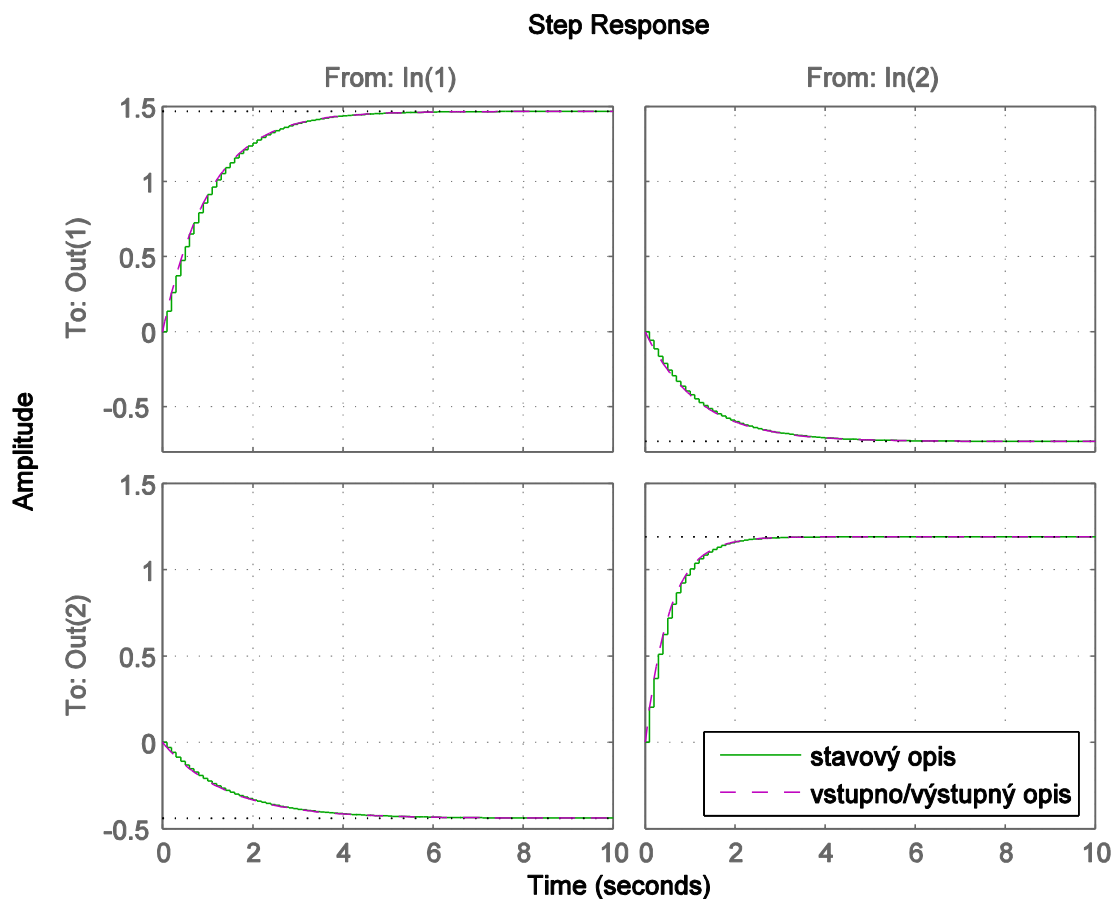 Step Response
From: In(1)
From: In(2)
To: Out(1)
1.5
1
0.5
0
-0.5
Amplitude
To: Out(2)
1.5
1
0.5
0
-0.5
stavový opis
vstupno/výstupný opis
0 2 4 6 8 10
0 2 4 6 8 10
Time (seconds)